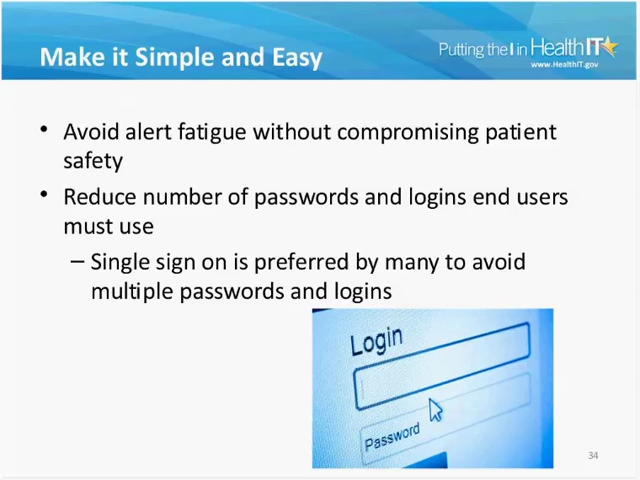 Make it Simple and Easy
Putting the I in HealthIT
www.HealthIT.gov
• Avoid alert fatigue without compromising patient
safety
• Reduce number of passwords and logins end users
must use
– Single sign on is preferred by many to avoid
multiple passwords and logins
Login
Password
34